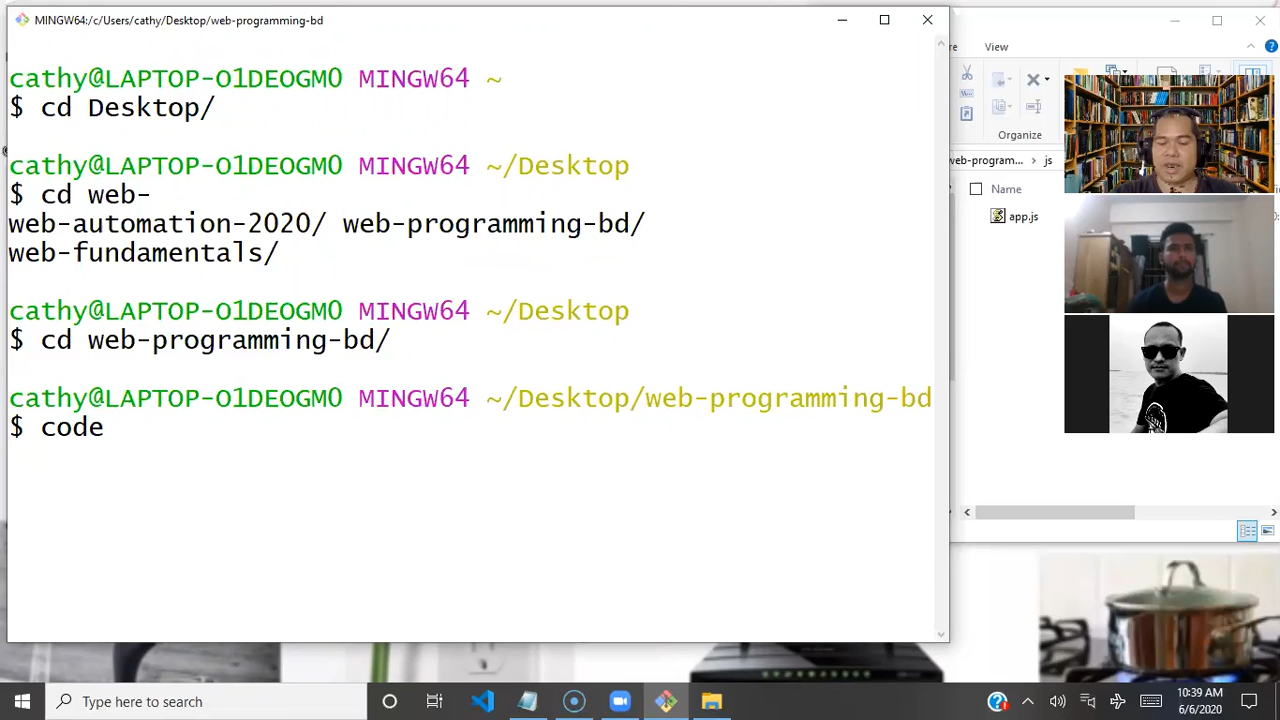 MINGW64:/c/Users/cathy/Desktop/web-programming-bd
cathy@LAPTOP-O1DEOGM0 MINGW64 ~
$ cd Desktop/
cathy@LAPTOP-O1DEOGM0 MINGW64 ~/Desktop
$ cd web-
web-automation-2020/ web-programming-bd/
web-fundamentals/
cathy@LAPTOP-O1DEOGM0 MINGW64 ~/Desktop
$ cd web-programming-bd/
cathy@LAPTOP-O1DEOGM0 MINGW64 ~/Desktop/web-programming-bd
$ code
re View
Organize
web-program... › js
Name
app.js
Type here to search
10:39 AM
6/6/2020